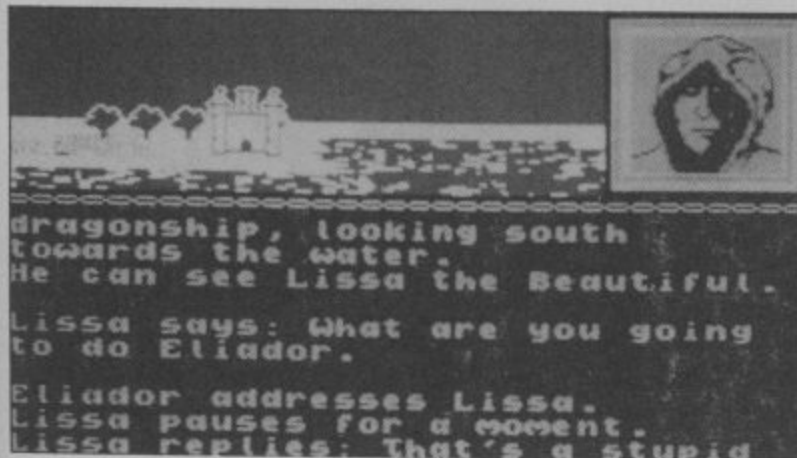 dragonship, looking south
towards the water.
He can see Lissa the Beautiful.
Lissa says: What are you going
to do Eliador.
Eliador addresses Lissa.
Lissa pauses for a moment.
Lissa replies: That's a stupid